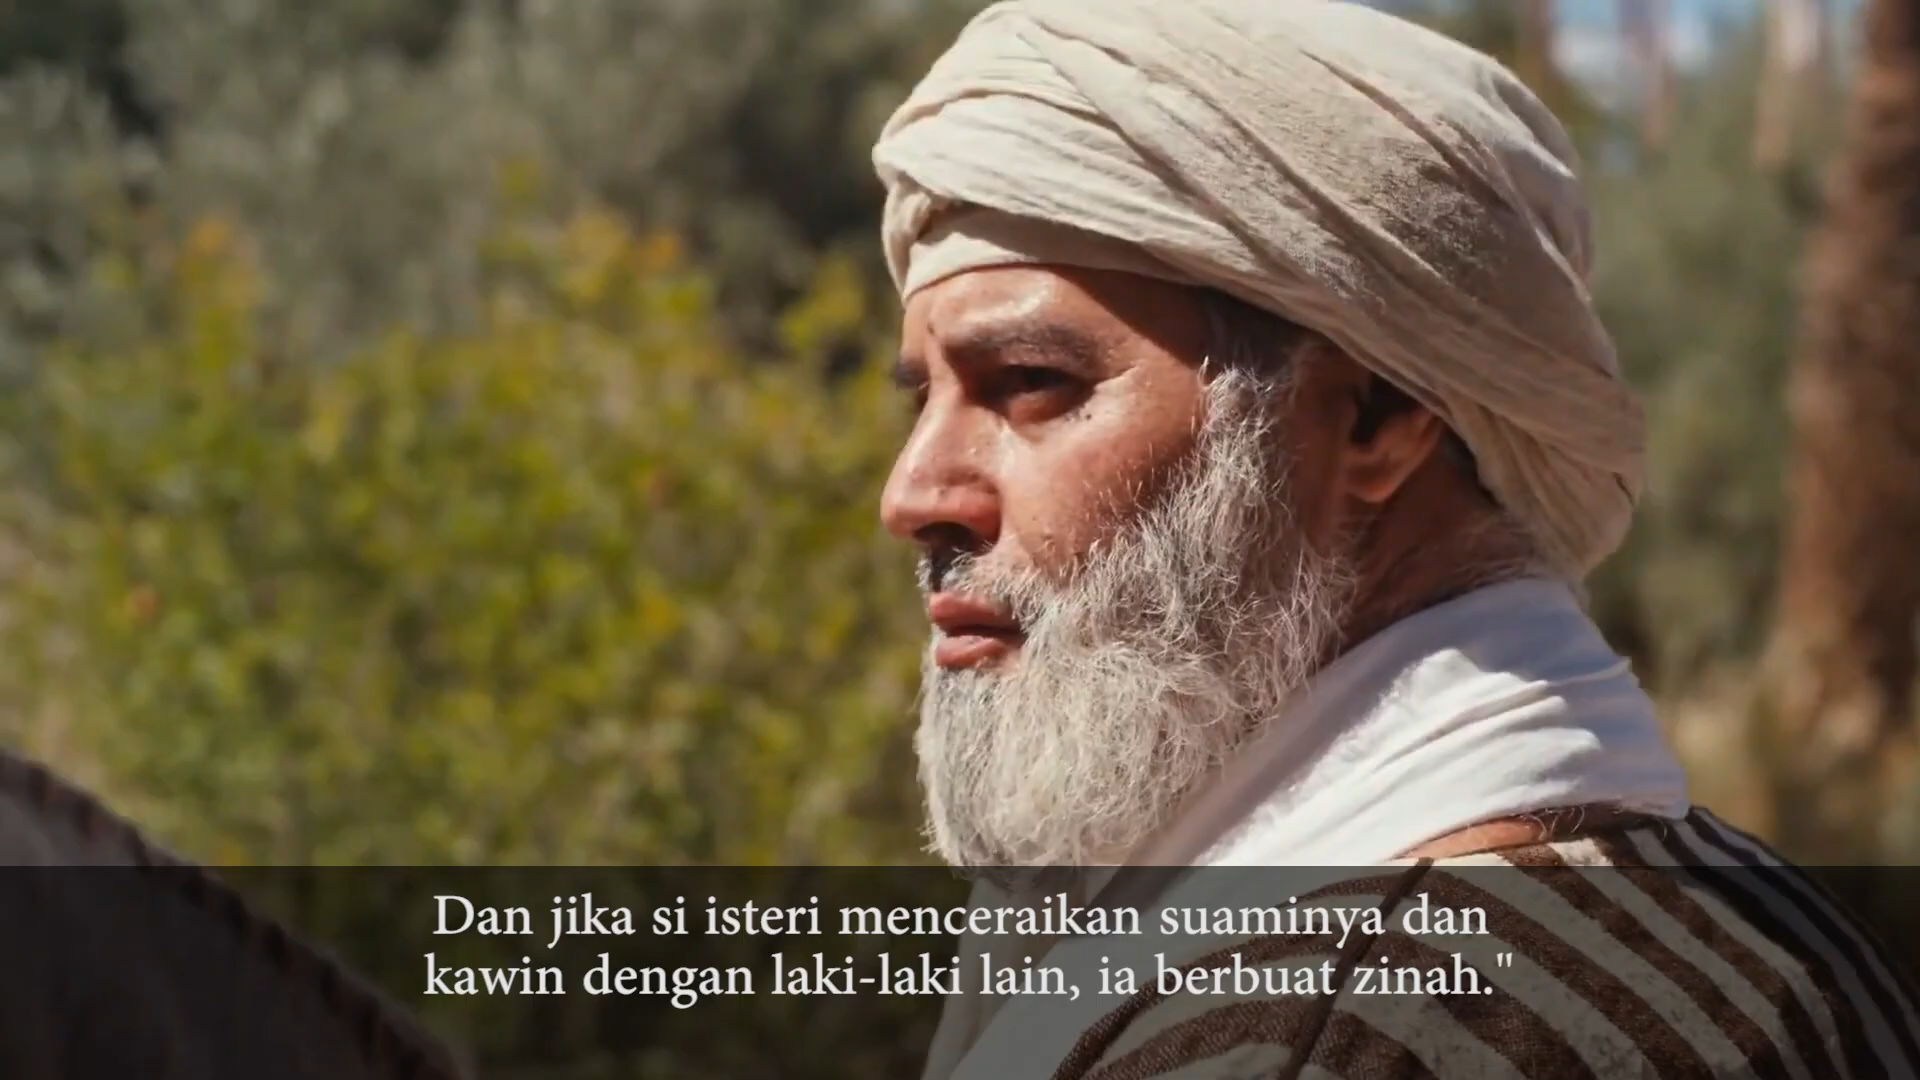 Dan jika si isteri menceraikan suaminya dan
kawin dengan laki-laki lain, ia berbuat zinah."